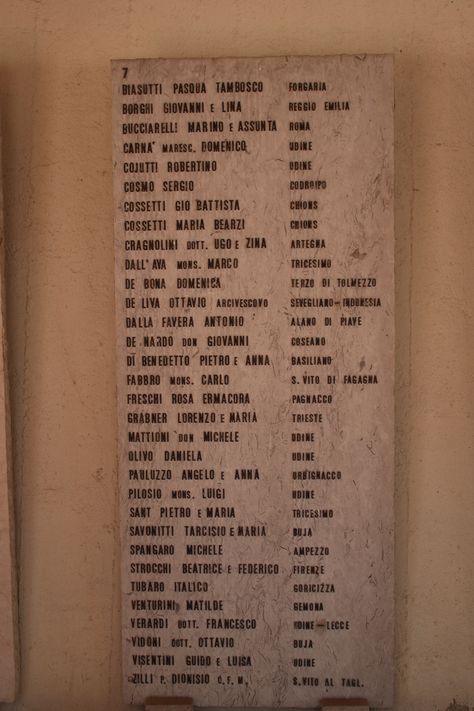 7
BIASUTTI PASQUA TAMBOSCO FORGARIA
BORGHI GIOVANNI E LINA REGGIO EMILIA
BUCCIARELLI MARINO E ASSUNTA ROMA
CARNA' MARESC. DOMENICO UDINE
COJUTTI ROBERTINO UDINE
COSMO SERGIO CODROIPO
COSSETTI GIO BATTISTA CHIONS
COSSETTI MARIA BEARZI CHIONS
CRAGNOLINI DOTT. UGO E ZINA ARTEGNA
DALL'AVA MONS. MARCO TRICESIMO
DE BONA DOMENICA TERZO DI TOLMEZZO
DE LIVA OTTAVIO ARCIVESCOVO SEVEGLIANO-INDONESIA
DALLA FAVERA ANTONIO ALANO DI PIAVE
DE NARDO DON GIOVANNI COSEANO
DI BENEDETTO PIETRO E ANNA BASILIANO
FABBRO MONS. CARLO S. VITO DI FAGAGNA
FRESCHI ROSA ERMACORA PAGNACCO
GRABNER LORENZO E MARIA TRIESTE
MATTIONI DON MICHELE UDINE
OLIVO DANIELA UDINE
PAULUZZO ANGELO E ANNA URBIGNACCO
PILOSIO MONS. LUIGI UDINE
SANT PIETRO E MARIA TRICESIMO
SAVONITTI TARCISIO E MARIA BUJA
SPANGARO MICHELE AMPEZZO
STROCCHI BEATRICE E FEDERICO FIRENZE
TUBARO ITALICO GORICIZZA
VENTURINI MATILDE GEMONA
VERARDI DOTT. FRANCESCO UDINE-LECCE
VIDONI DOTT. OTTAVIO BUJA
VISENTINI GUIDO E LUISA UDINE
ZILLI P. DIONISIO O.F.M. S. VITO AL TAGL.